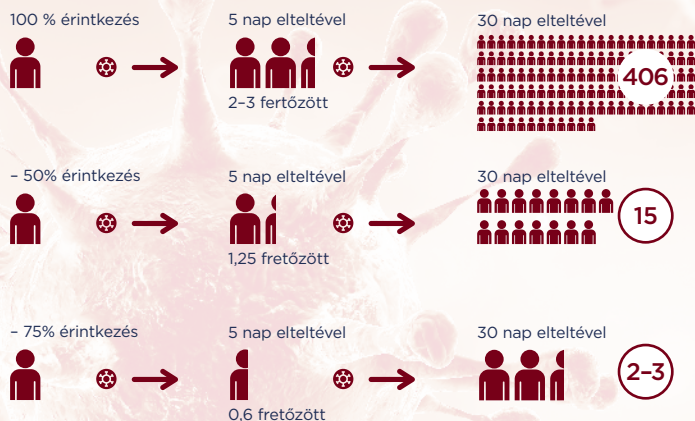 100 % érintkezés
5 nap elteltével
30 nap elteltével
406
2–3 fertőzött
– 50% érintkezés
5 nap elteltével
30 nap elteltével
15
1,25 fretőzött
– 75% érintkezés
5 nap elteltével
30 nap elteltével
2–3
0,6 fretőzött